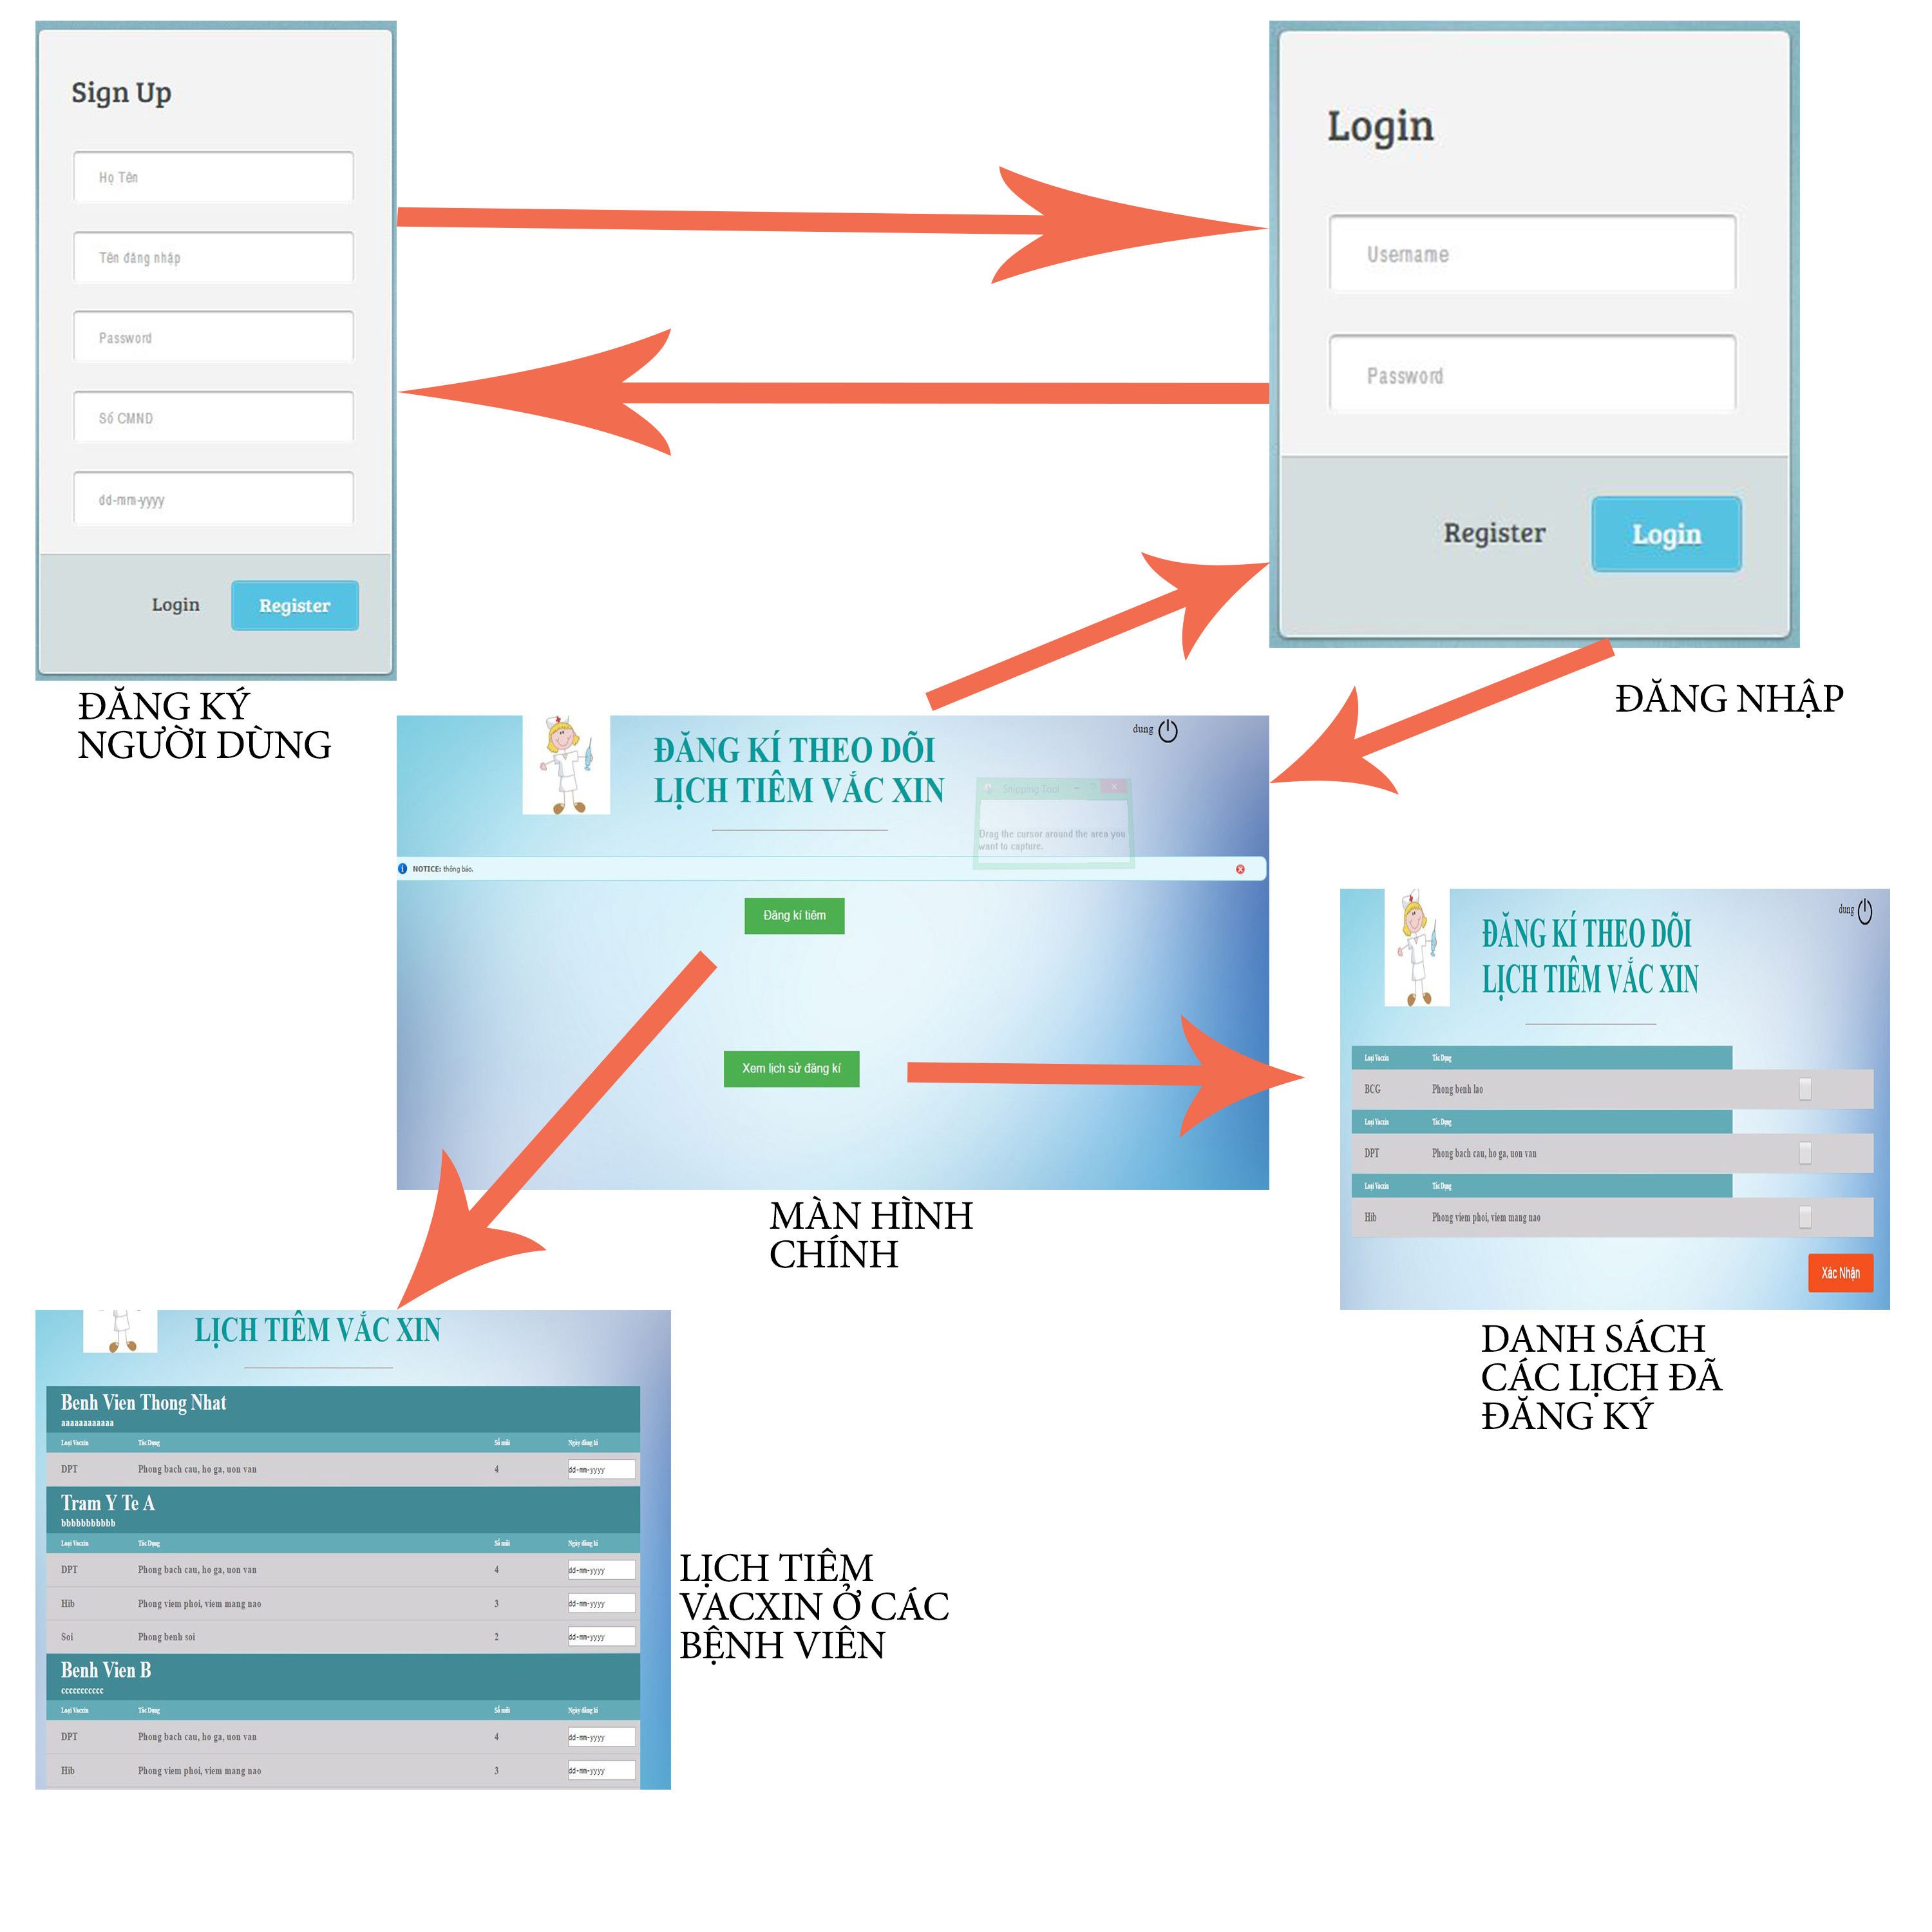 Sign Up
Họ Tên
Tên đăng nhập
Password
Số CMND
dd-mm-yyyy
Login
Register
ĐĂNG KÝ
NGƯỜI DÙNG
Login
Username
Password
Register
Login
ĐĂNG NHẬP
ĐĂNG KÍ THEO DÕI
LỊCH TIÊM VẮC XIN
dung
Snipping Tool
Drag the cursor around the area you
want to capture.
NOTICE: thông báo.
Đăng kí tiêm
Xem lịch sử đăng kí
MÀN HÌNH
CHÍNH
ĐĂNG KÍ THEO DÕI
LỊCH TIÊM VẮC XIN
dung
Loại Vacxin Tác Dụng
BCG Phong benh lao
Loại Vacxin Tác Dụng
DPT Phong bach cau, ho ga, uon van
Loại Vacxin Tác Dụng
Hib Phong viem phoi, viem mang nao
Xác Nhận
DANH SÁCH
CÁC LỊCH ĐÃ
ĐĂNG KÝ
LỊCH TIÊM VẮC XIN
Benh Vien Thong Nhat
aaaaaaaaaaaa
Loại Vacxin Tác Dụng Số mũi Ngày đăng kí
DPT Phong bach cau, ho ga, uon van 4 dd-mm-yyyy
Tram Y Te A
bbbbbbbbbbb
Loại Vacxin Tác Dụng Số mũi Ngày đăng kí
DPT Phong bach cau, ho ga, uon van 4 dd-mm-yyyy
Hib Phong viem phoi, viem mang nao 3 dd-mm-yyyy
Soi Phong benh soi 2 dd-mm-yyyy
Benh Vien B
ccccccccccc
Loại Vacxin Tác Dụng Số mũi Ngày đăng kí
DPT Phong bach cau, ho ga, uon van 4 dd-mm-yyyy
Hib Phong viem phoi, viem mang nao 3 dd-mm-yyyy
LỊCH TIÊM
VACXIN Ở CÁC
BỆNH VIÊN